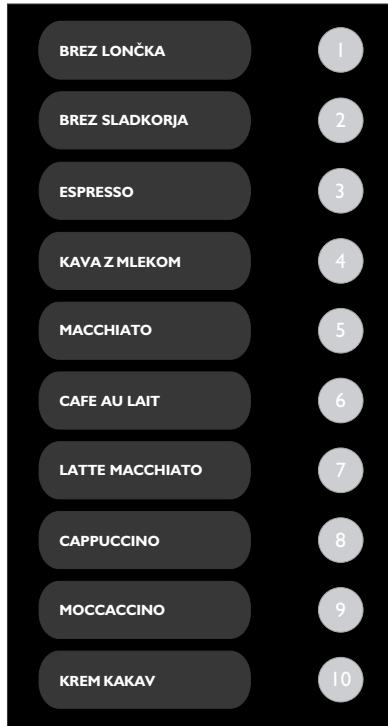 BREZ LONČKA 1
BREZ SLADKORJA 2
ESPRESSO 3
KAVA Z MLEKOM 4
MACCHIATO 5
CAFE AU LAIT 6
LATTE MACCHIATO 7
CAPPUCCINO 8
MOCCACCINO 9
KREM KAKAV 10